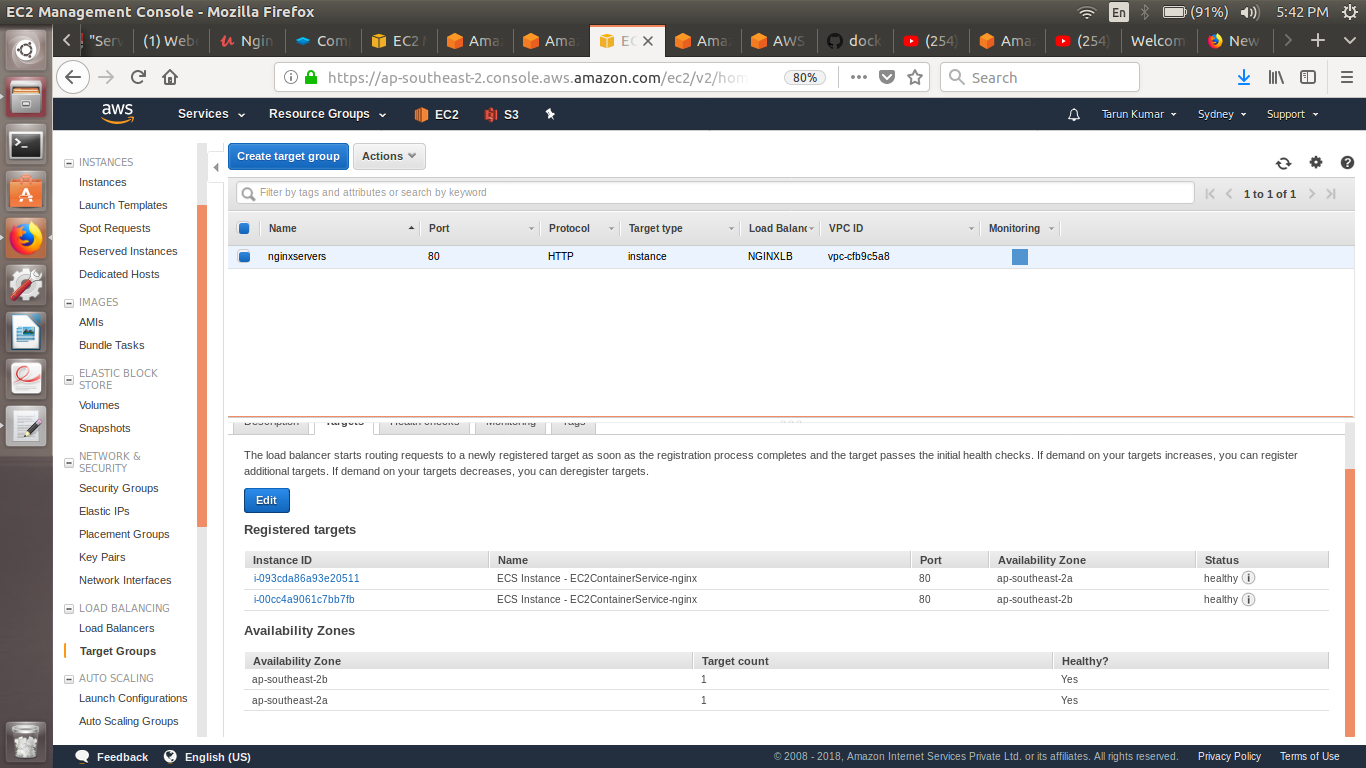 EC2 Management Console - Mozilla Firefox
En (91%) 5:42 PM
"Serv (1) Web Ngin Com EC2 Amaz Ama EC Ama AWS dock (254) Ama (254) Welcom New
https://ap-southeast-2.console.aws.amazon.com/ec2/v2/hom 80% Search
aws Services Resource Groups EC2 S3 Tarun Kumar Sydney Support
INSTANCES
Instances
Launch Templates
Spot Requests
Reserved Instances
Dedicated Hosts
IMAGES
AMIs
Bundle Tasks
ELASTIC BLOCK
STORE
Volumes
Snapshots
NETWORK &
SECURITY
Security Groups
Elastic IPs
Placement Groups
Key Pairs
Network Interfaces
LOAD BALANCING
Load Balancers
Target Groups
AUTO SCALING
Launch Configurations
Auto Scaling Groups
Create target group Actions
Filter by tags and attributes or search by keyword 1 to 1 of 1
Name Port Protocol Target type Load Balanc VPC ID Monitoring
nginxservers 80 HTTP instance NGINXLB vpc-cfb9c5a8
Description Targets Health checks Monitoring Tags
The load balancer starts routing requests to a newly registered target as soon as the registration process completes and the target passes the initial health checks. If demand on your targets increases, you can register
additional targets. If demand on your targets decreases, you can deregister targets.
Edit
Registered targets
Instance ID Name Port Availability Zone Status
i-093cda86a93e20511 ECS Instance - EC2ContainerService-nginx 80 ap-southeast-2a healthy
i-00cc4a9061c7bb7fb ECS Instance - EC2ContainerService-nginx 80 ap-southeast-2b healthy
Availability Zones
Availability Zone Target count Healthy?
ap-southeast-2b 1 Yes
ap-southeast-2a 1 Yes
Feedback English (US) © 2008 - 2018, Amazon Internet Services Private Ltd. or its affiliates. All rights reserved. Privacy Policy Terms of Use